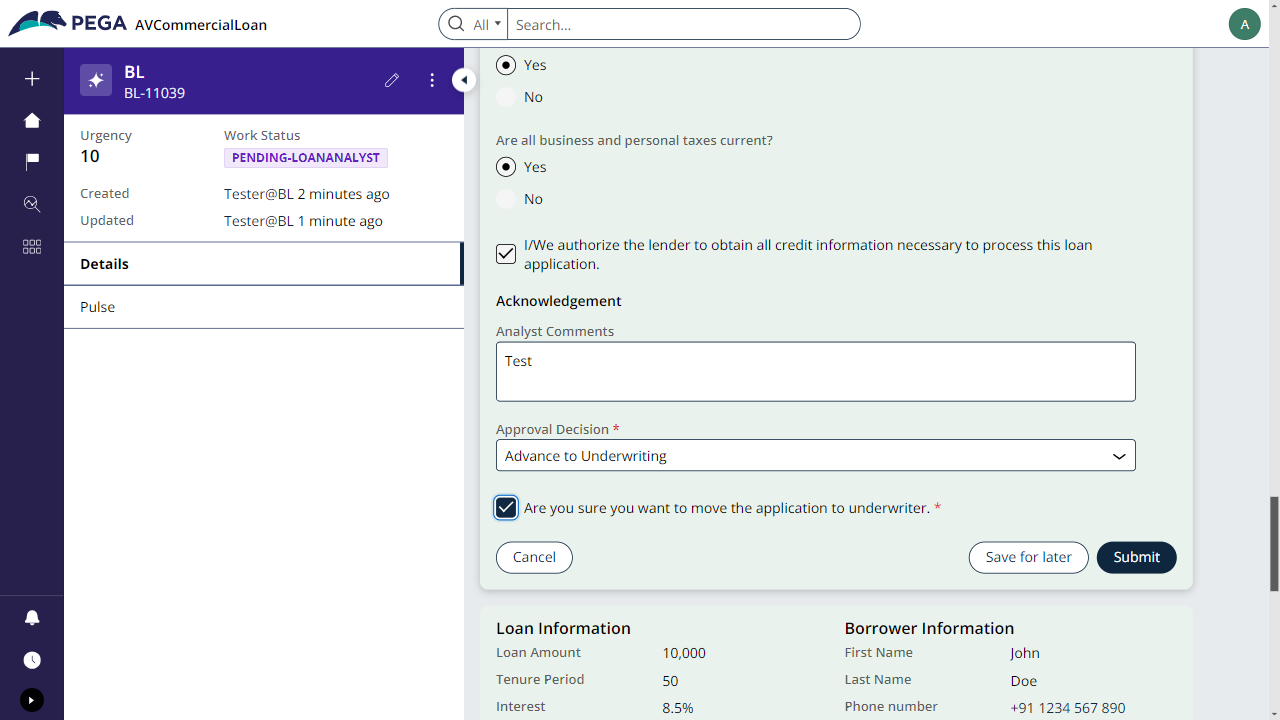 PEGA AVCommercialLoan
All Search...
A
BL
BL-11039
Urgency
10
Work Status
PENDING-LOANANALYST
Created Tester@BL 2 minutes ago
Updated Tester@BL 1 minute ago
Details
Pulse
Yes
No
Are all business and personal taxes current?
Yes
No
I/We authorize the lender to obtain all credit information necessary to process this loan
application.
Acknowledgement
Analyst Comments
Test
Approval Decision *
Advance to Underwriting
Are you sure you want to move the application to underwriter. *
Cancel Save for later Submit
Loan Information
Loan Amount 10,000
Tenure Period 50
Interest 8.5%
Borrower Information
First Name John
Last Name Doe
Phone number +91 1234 567 890